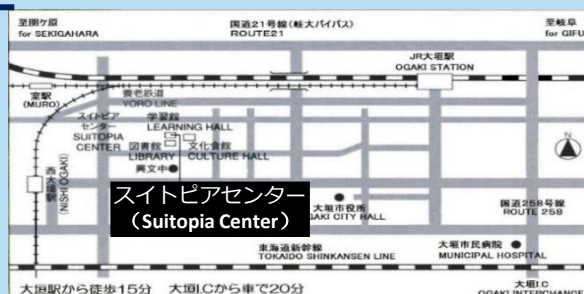 至関ケ原
for SEKIGAHARA
国道21号線(岐大バイパス)
ROUTE21
至岐阜
for GIFU
JR大垣駅
OGAKI STATION
室駅
(MURO)
養老鉄道
YORO LINE
スイトピア
センター
SUITOPIA
CENTER
学習館
LEARNING HALL
図書館
LIBRARY
文化会館
CULTURE HALL
興文中
西大垣駅
(NISHI OGAKI)
スイトピアセンター
(Suitopia Center)
大垣市役所
GAKI CITY HALL
国道258号線
ROUTE 258
東海道新幹線
TOKAIDO SHINKANSEN LINE
大垣市民病院
MUNICIPAL HOSPITAL
大垣駅から徒歩15分 大垣I.Cから車で20分
大垣I.C
OGAKI INTERCHANGE